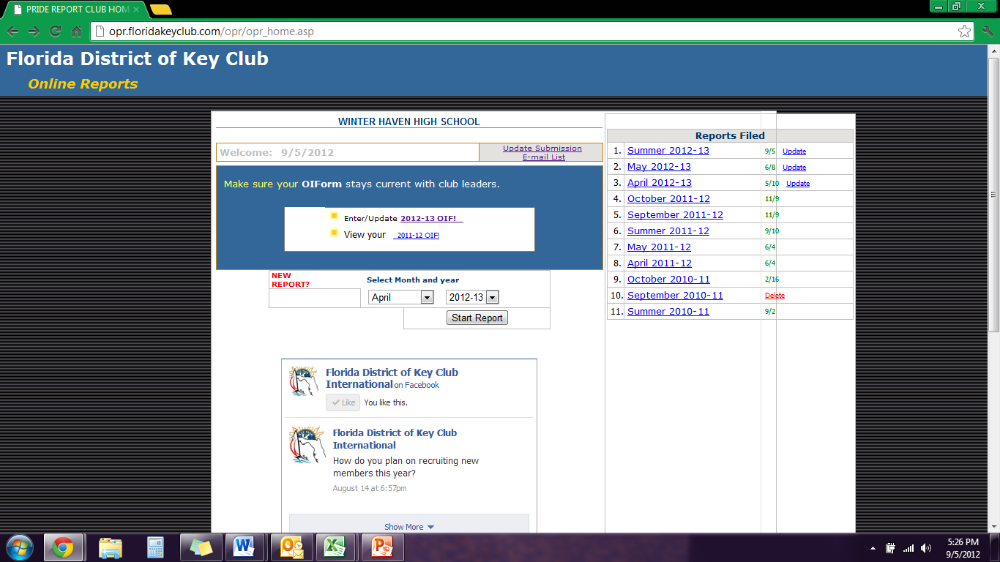 PRIDE REPORT CLUB HOM
opr.floridakeyclub.com/opr/opr_home.asp
Florida District of Key Club
Online Reports
WINTER HAVEN HIGH SCHOOL
Welcome: 9/5/2012
Update Submission
E-mail List
Make sure your OIForm stays current with club leaders.
Enter/Update 2012-13 OIF!
View your 2011-12 OIF!
NEW
REPORT?
Select Month and year
April 2012-13
Start Report
Florida District of Key Club
International on Facebook
Like You like this.
Florida District of Key Club
International
How do you plan on recruiting new
members this year?
August 14 at 6:57pm
Show More
Reports Filed
1. Summer 2012-13 9/5 Update
2. May 2012-13 6/8 Update
3. April 2012-13 5/10 Update
4. October 2011-12 11/9
5. September 2011-12 11/9
6. Summer 2011-12 9/10
7. May 2011-12 6/4
8. April 2011-12 6/4
9. October 2010-11 2/16
10. September 2010-11 Delete
11. Summer 2010-11 9/2
5:26 PM
9/5/2012